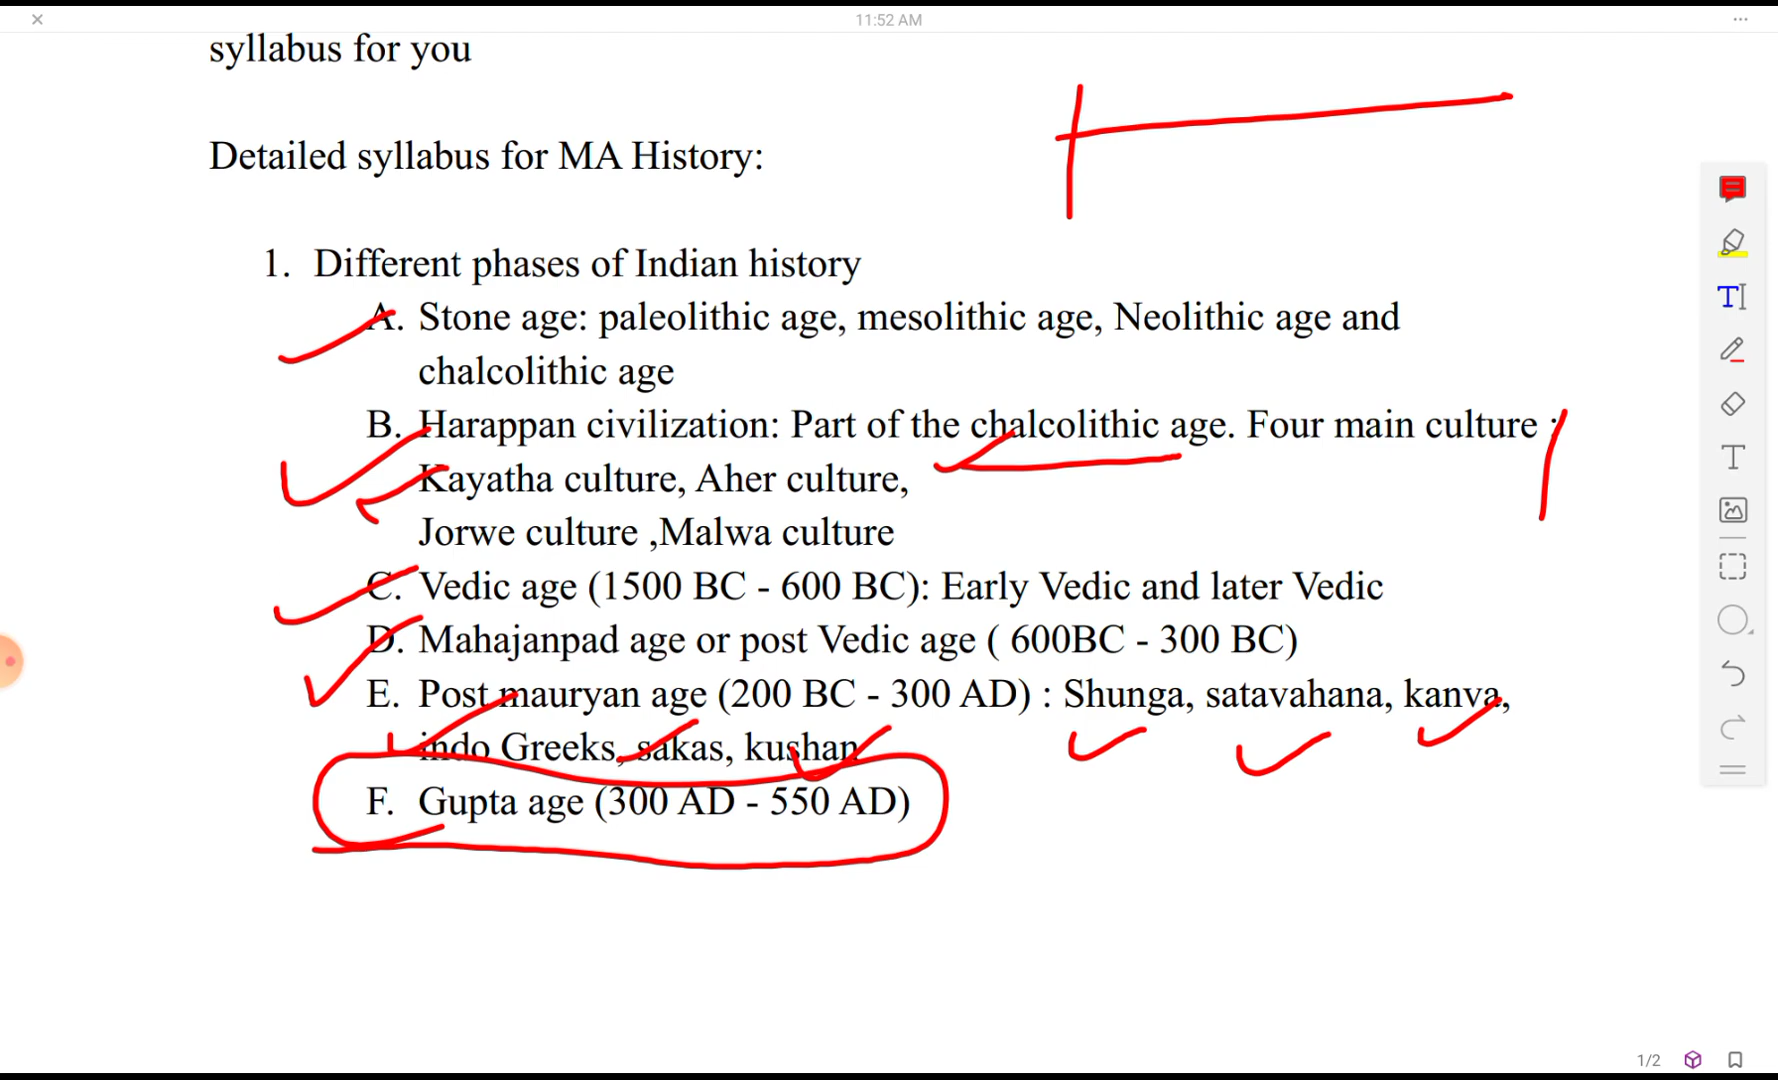 11:52 AM
syllabus for you
Detailed syllabus for MA History:
1. Different phases of Indian history
A. Stone age: paleolithic age, mesolithic age, Neolithic age and
chalcolithic age
B. Harappan civilization: Part of the chalcolithic age. Four main culture :
Kayatha culture, Aher culture,
Jorwe culture ,Malwa culture
C. Vedic age (1500 BC - 600 BC): Early Vedic and later Vedic
D. Mahajanpad age or post Vedic age ( 600BC - 300 BC)
E. Post mauryan age (200 BC - 300 AD) : Shunga, satavahana, kanva,
indo Greeks, sakas, kushan
F. Gupta age (300 AD - 550 AD)
1/2